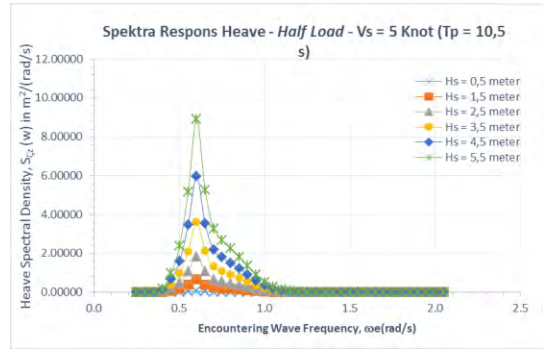 Spektra Respons Heave - Half Load - Vs = 5 Knot (Tp = 10,5
s)
Heave Spectral Density, Sζz (w) in m²/(rad/s)
12.00000
10.00000
8.00000
6.00000
4.00000
2.00000
0.00000
0.0 0.5 1.0 1.5 2.0 2.5
Encountering Wave Frequency, ωe(rad/s)
Hs = 0,5 meter
Hs = 1,5 meter
Hs = 2,5 meter
Hs = 3,5 meter
Hs = 4,5 meter
Hs = 5,5 meter